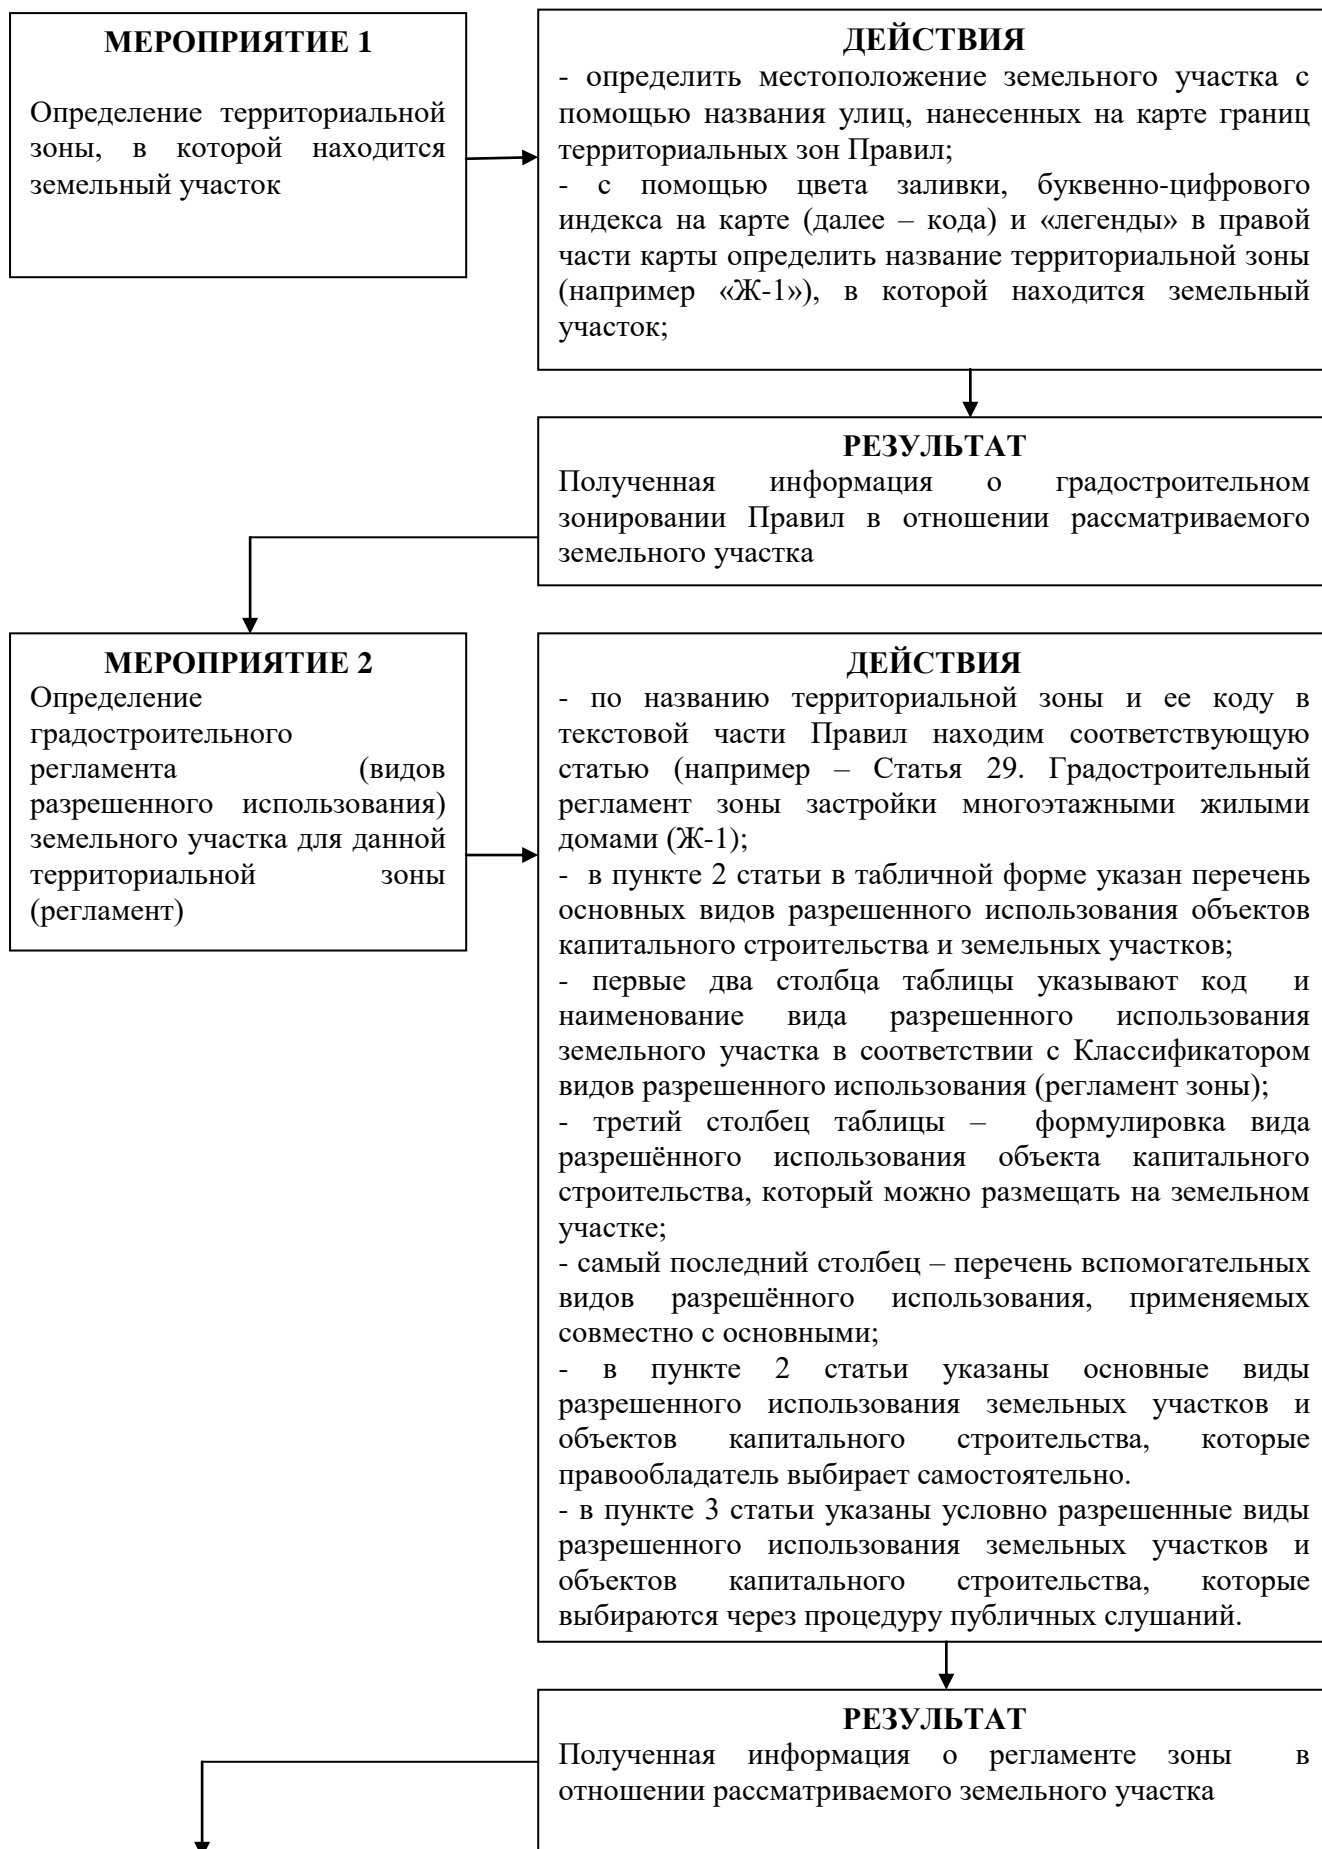 МЕРОПРИЯТИЕ 1
Определение территориальной
зоны, в которой находится
земельный участок
ДЕЙСТВИЯ
- определить местоположение земельного участка с
помощью названия улиц, нанесенных на карте границ
территориальных зон Правил;
- с помощью цвета заливки, буквенно-цифрового
индекса на карте (далее – кода) и «легенды» в правой
части карты определить название территориальной зоны
(например «Ж-1»), в которой находится земельный
участок;
РЕЗУЛЬТАТ
Полученная информация о градостроительном
зонировании Правил в отношении рассматриваемого
земельного участка
МЕРОПРИЯТИЕ 2
Определение
градостроительного
регламента (видов
разрешенного использования)
земельного участка для данной
территориальной зоны
(регламент)
ДЕЙСТВИЯ
- по названию территориальной зоны и ее коду в
текстовой части Правил находим соответствующую
статью (например – Статья 29. Градостроительный
регламент зоны застройки многоэтажными жилыми
домами (Ж-1);
- в пункте 2 статьи в табличной форме указан перечень
основных видов разрешенного использования объектов
капитального строительства и земельных участков;
- первые два столбца таблицы указывают код и
наименование вида разрешенного использования
земельного участка в соответствии с Классификатором
видов разрешенного использования (регламент зоны);
- третий столбец таблицы – формулировка вида
разрешённого использования объекта капитального
строительства, который можно размещать на земельном
участке;
- самый последний столбец – перечень вспомогательных
видов разрешённого использования, применяемых
совместно с основными;
- в пункте 2 статьи указаны основные виды
разрешенного использования земельных участков и
объектов капитального строительства, которые
правообладатель выбирает самостоятельно.
- в пункте 3 статьи указаны условно разрешенные виды
разрешенного использования земельных участков и
объектов капитального строительства, которые
выбираются через процедуру публичных слушаний.
РЕЗУЛЬТАТ
Полученная информация о регламенте зоны в
отношении рассматриваемого земельного участка